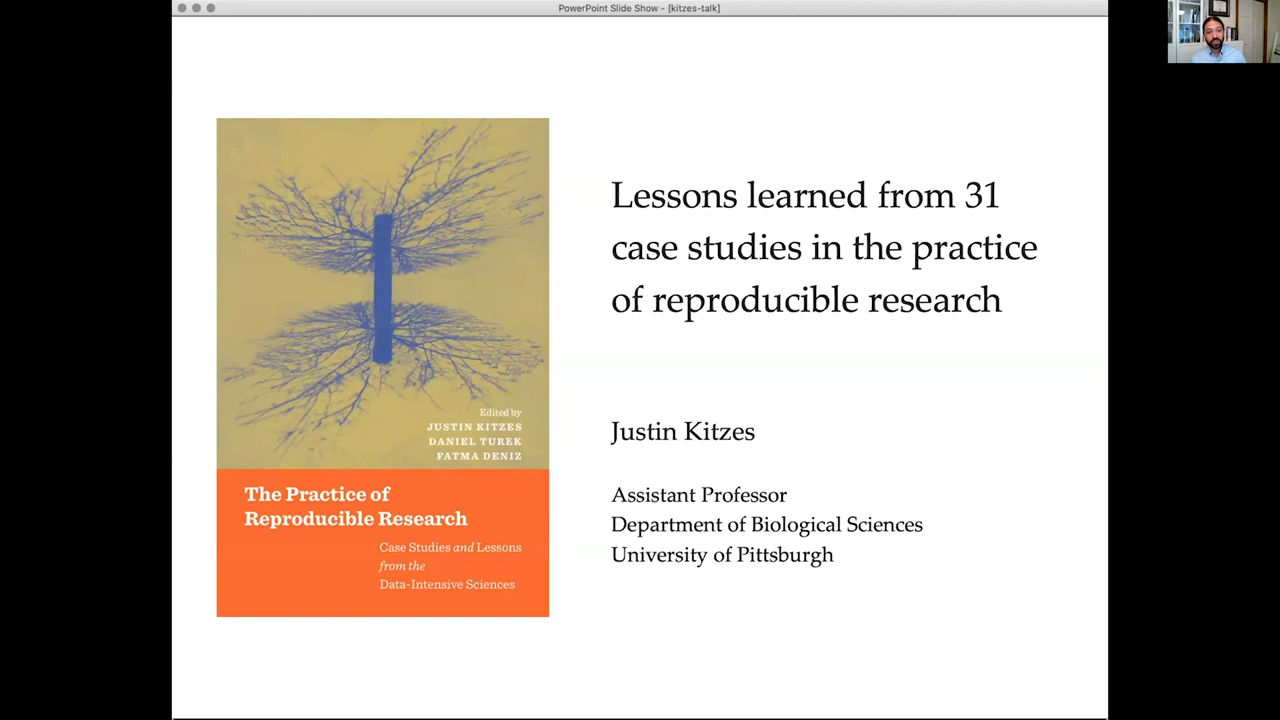 PowerPoint Slide Show - [kitzes-talk]
Edited by
JUSTIN KITZES
DANIEL TUREK
FATMA DENIZ
The Practice of
Reproducible Research
Case Studies and Lessons
from the
Data-Intensive Sciences
Lessons learned from 31
case studies in the practice
of reproducible research
Justin Kitzes
Assistant Professor
Department of Biological Sciences
University of Pittsburgh